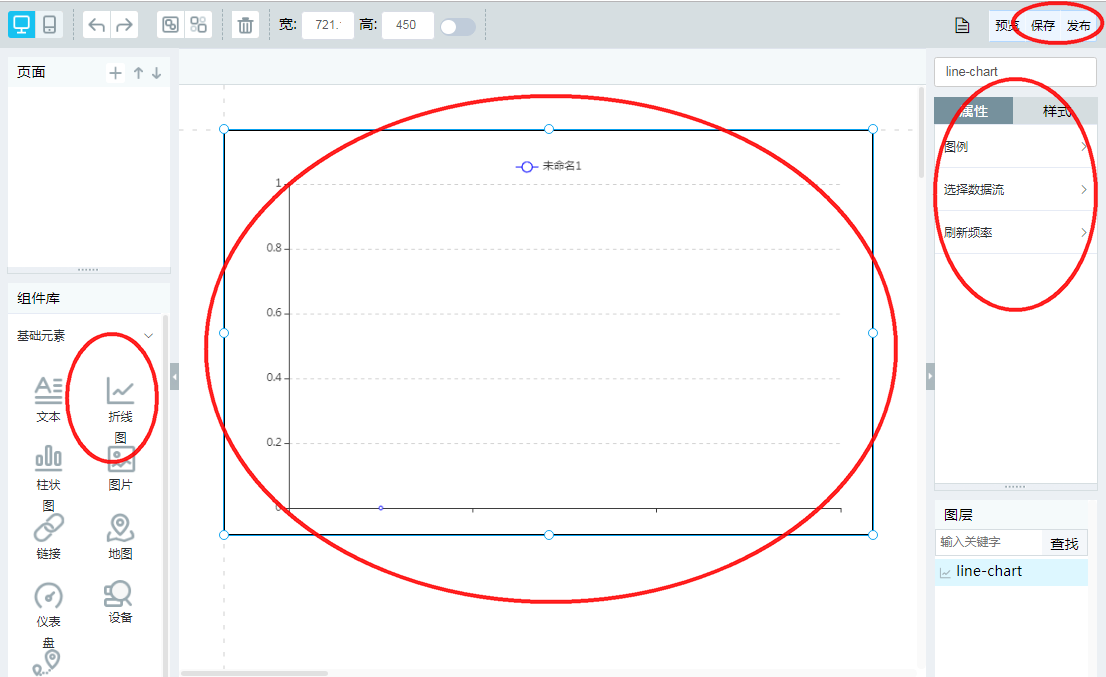 宽: 721. 高: 450
预览 保存 发布
页面
line-chart
属性 样式
图例
选择数据流
刷新频率
未命名1
1
0.8
0.6
0.4
0.2
0
组件库
基础元素
文本
折线
图
柱状
图
图片
链接
地图
仪表
盘
设备
图层
输入关键字 查找
line-chart